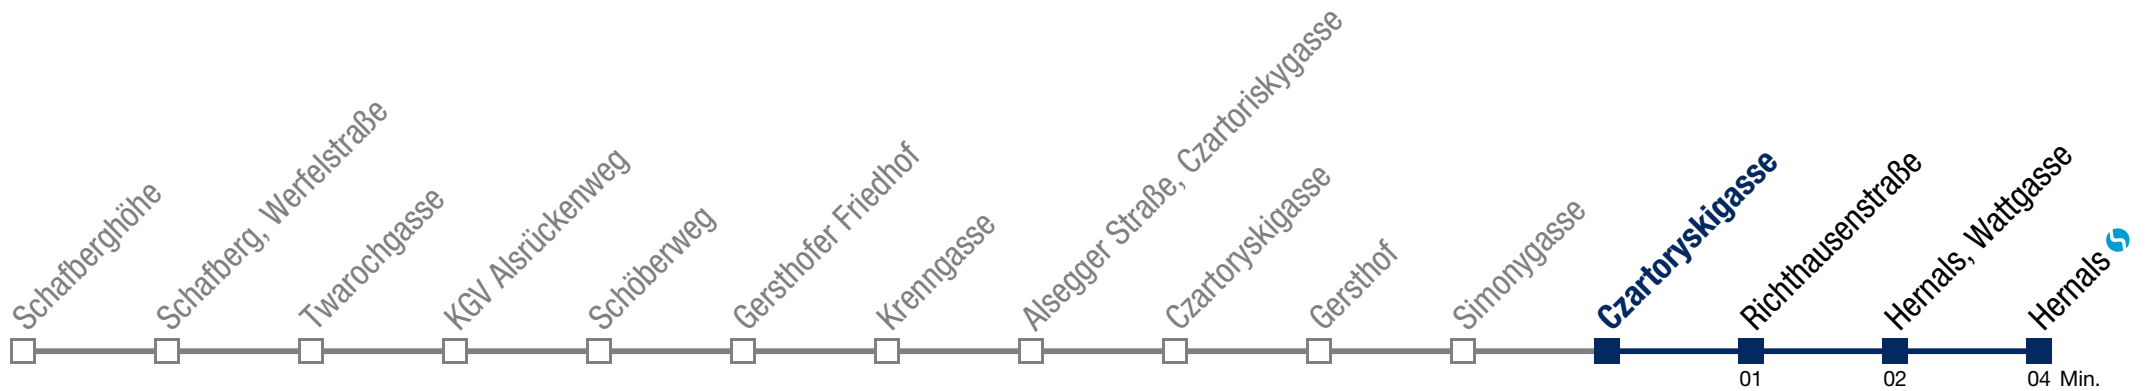 Schafberghöhe
Schafberg, Werfelstraße
Twarochgasse
KGV Alsrückenweg
Schöberweg
Gersthofer Friedhof
Krenngasse
Alsegger Straße, Czartoriskygasse
Czartoryskigasse
Gersthof
Simonygasse
Czartoryskigasse
Richthausenstraße
Hernals, Wattgasse
Hernals
01 02 04 Min.